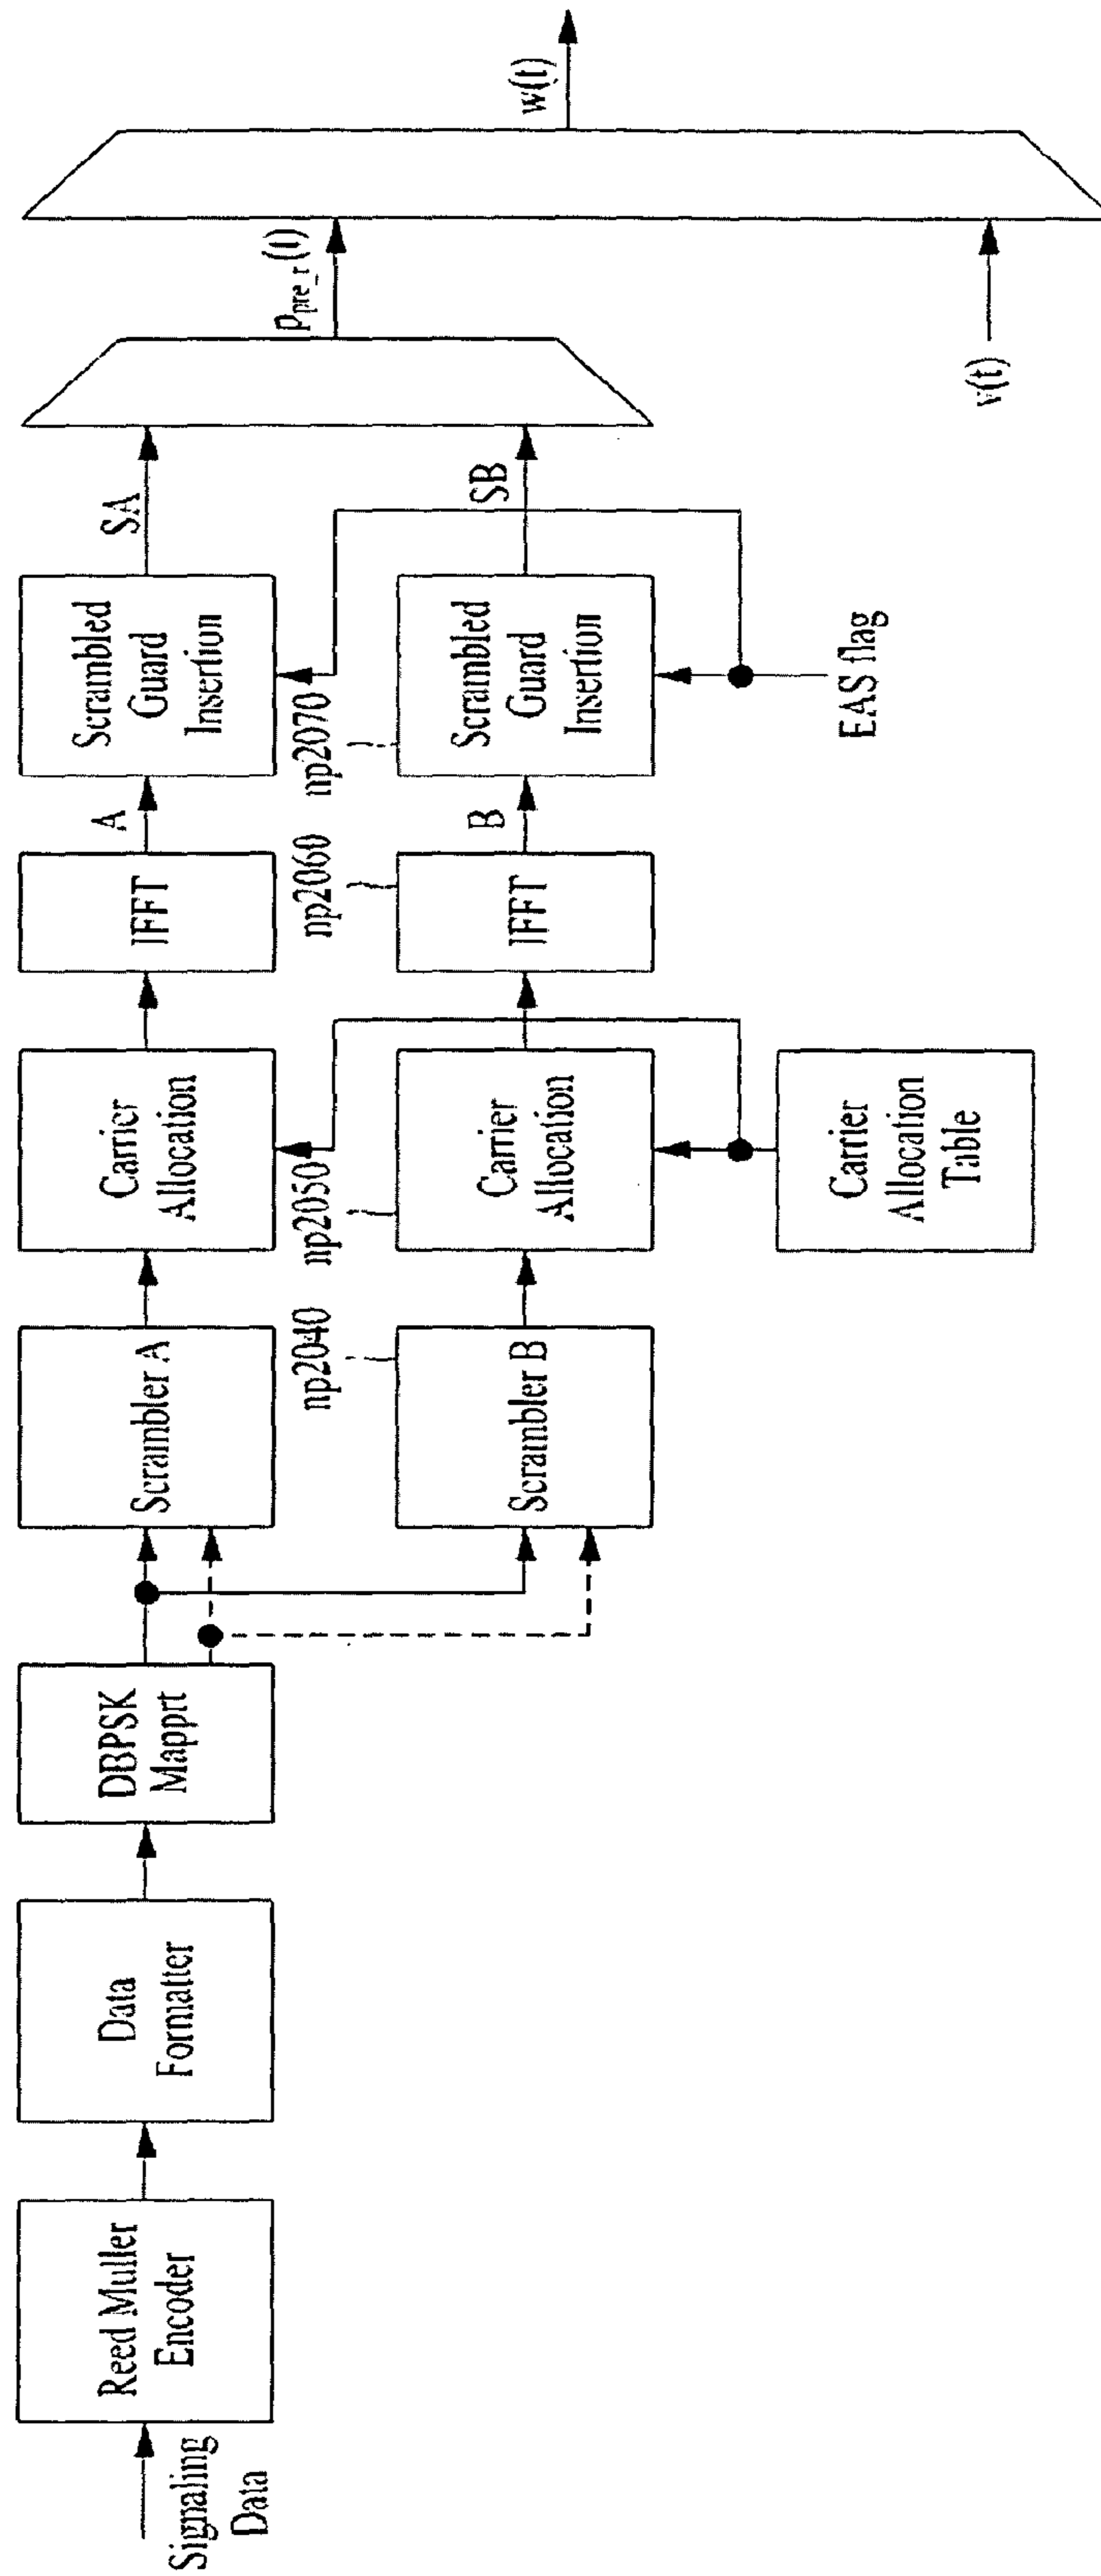 Signaling
Data
Reed Muller
Encoder
Data
Formatter
DBPSK
Mapprt
Scrambler A
Carrier
Allocation
IFFT
A
Scrambled
Guard
Insertion
SA
Ppre_r(t)
w(t)
np2040
np2050
np2060
np2070
Scrambler B
Carrier
Allocation
IFFT
B
Scrambled
Guard
Insertion
SB
v(t)
Carrier
Allocation
Table
EAS flag